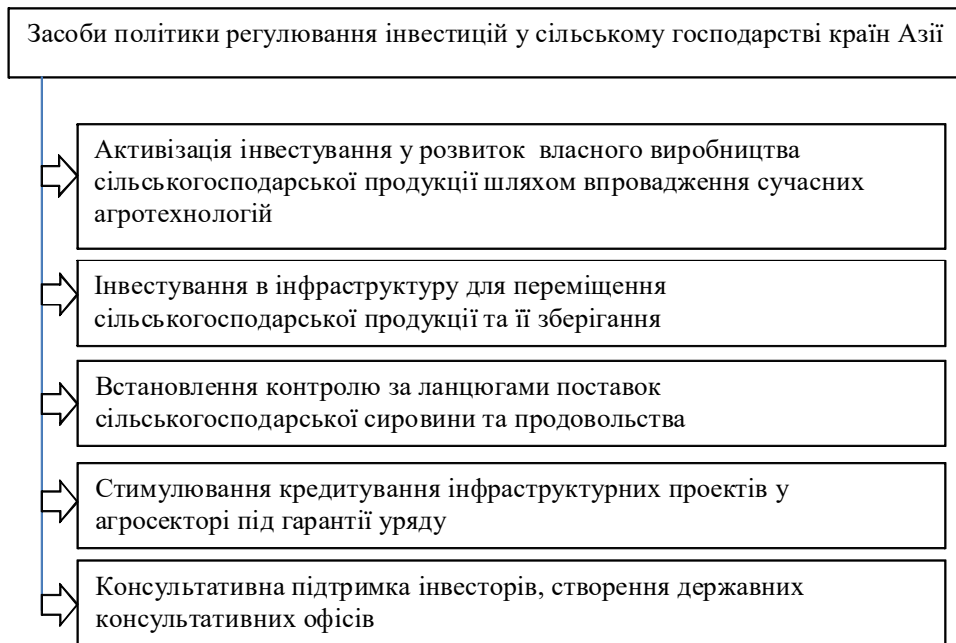 Засоби політики регулювання інвестицій у сільському господарстві країн Азії
Активізація інвестування у розвиток власного виробництва
сільськогосподарської продукції шляхом впровадження сучасних
агротехнологій
Інвестування в інфраструктуру для переміщення
сільськогосподарської продукції та її зберігання
Встановлення контролю за ланцюгами поставок
сільськогосподарської сировини та продовольства
Стимулювання кредитування інфраструктурних проектів у
агросекторі під гарантії уряду
Консультативна підтримка інвесторів, створення державних
консультативних офісів